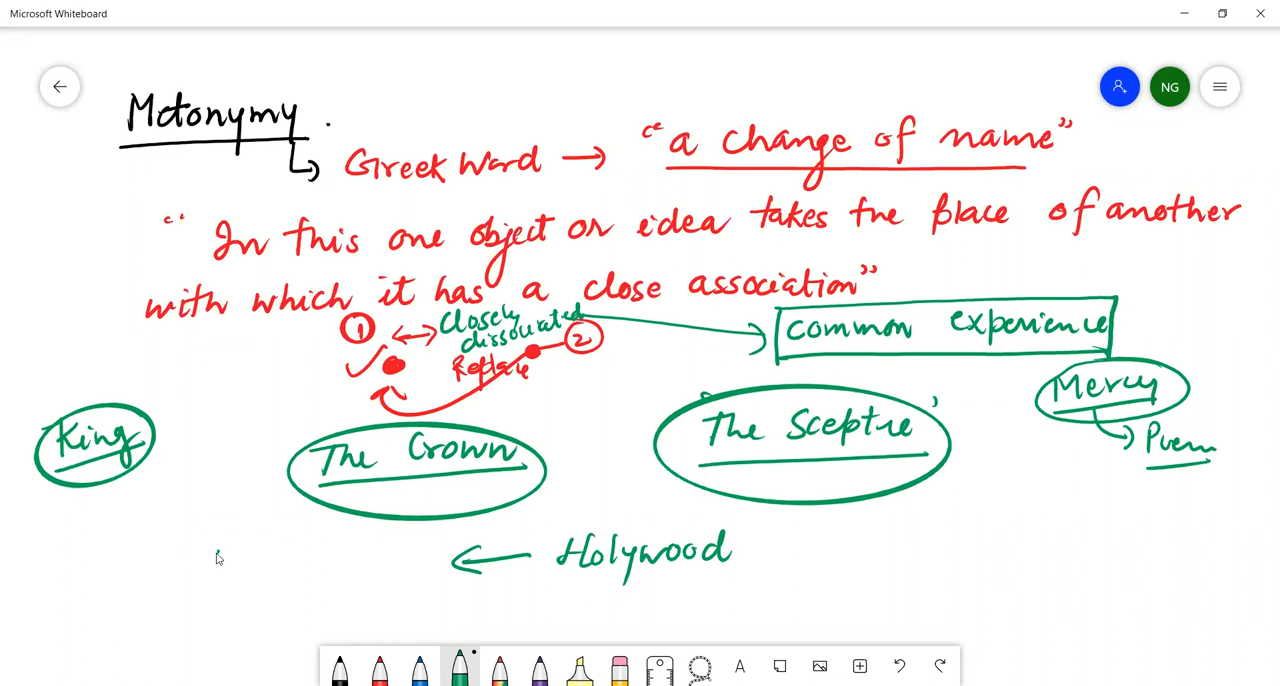 Microsoft Whiteboard
NG
Metonymy.
Greek Word → "a change of name"
" In this one object or idea takes the place of another
with which it has a close association"
① ↔ closely
dissociated ②
Replace
common experience
Mercy
Poem
King
The Crown
'The Sceptre'
← Holywood
A